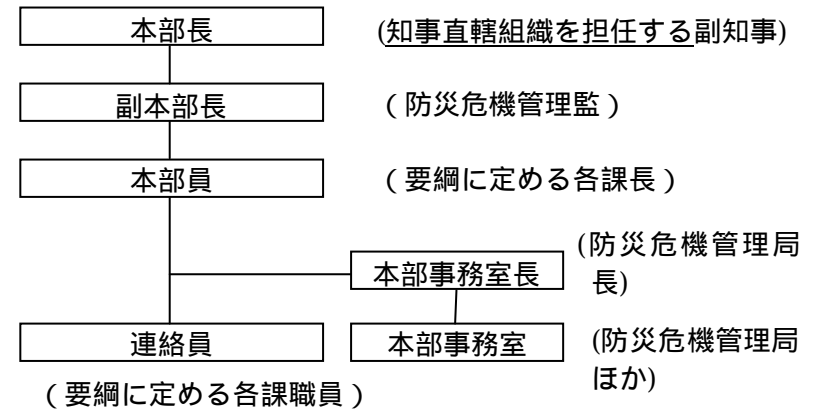 本部長 (知事直轄組織を担任する副知事)
副本部長 (防災危機管理監)
本部員 (要綱に定める各課長)
本部事務室長 (防災危機管理局
長)
連絡員 本部事務室 (防災危機管理局
ほか)
(要綱に定める各課職員)